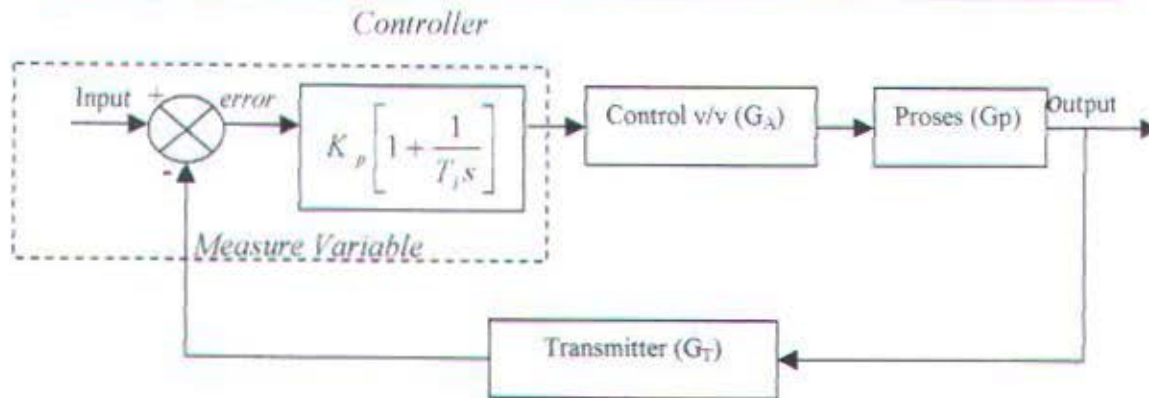 Controller
Input + error
K_p [1 + 1/(T_i s)]
Control v/v (G_A)
Proses (Gp)
Output
-
Measure Variable
Transmitter (G_T)